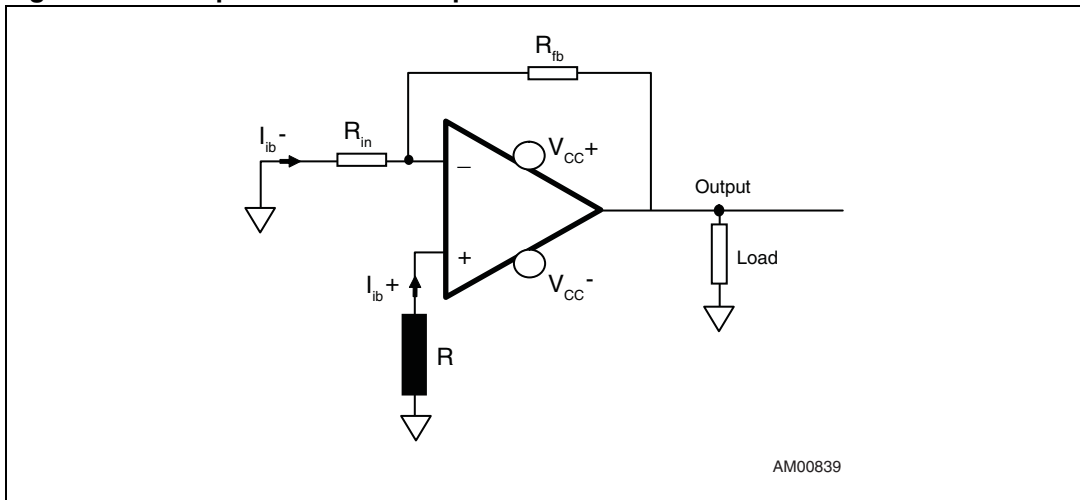 R_fb
I_ib-
R_in
−
V_CC+
Output
+
Load
I_ib+
V_CC-
R
AM00839